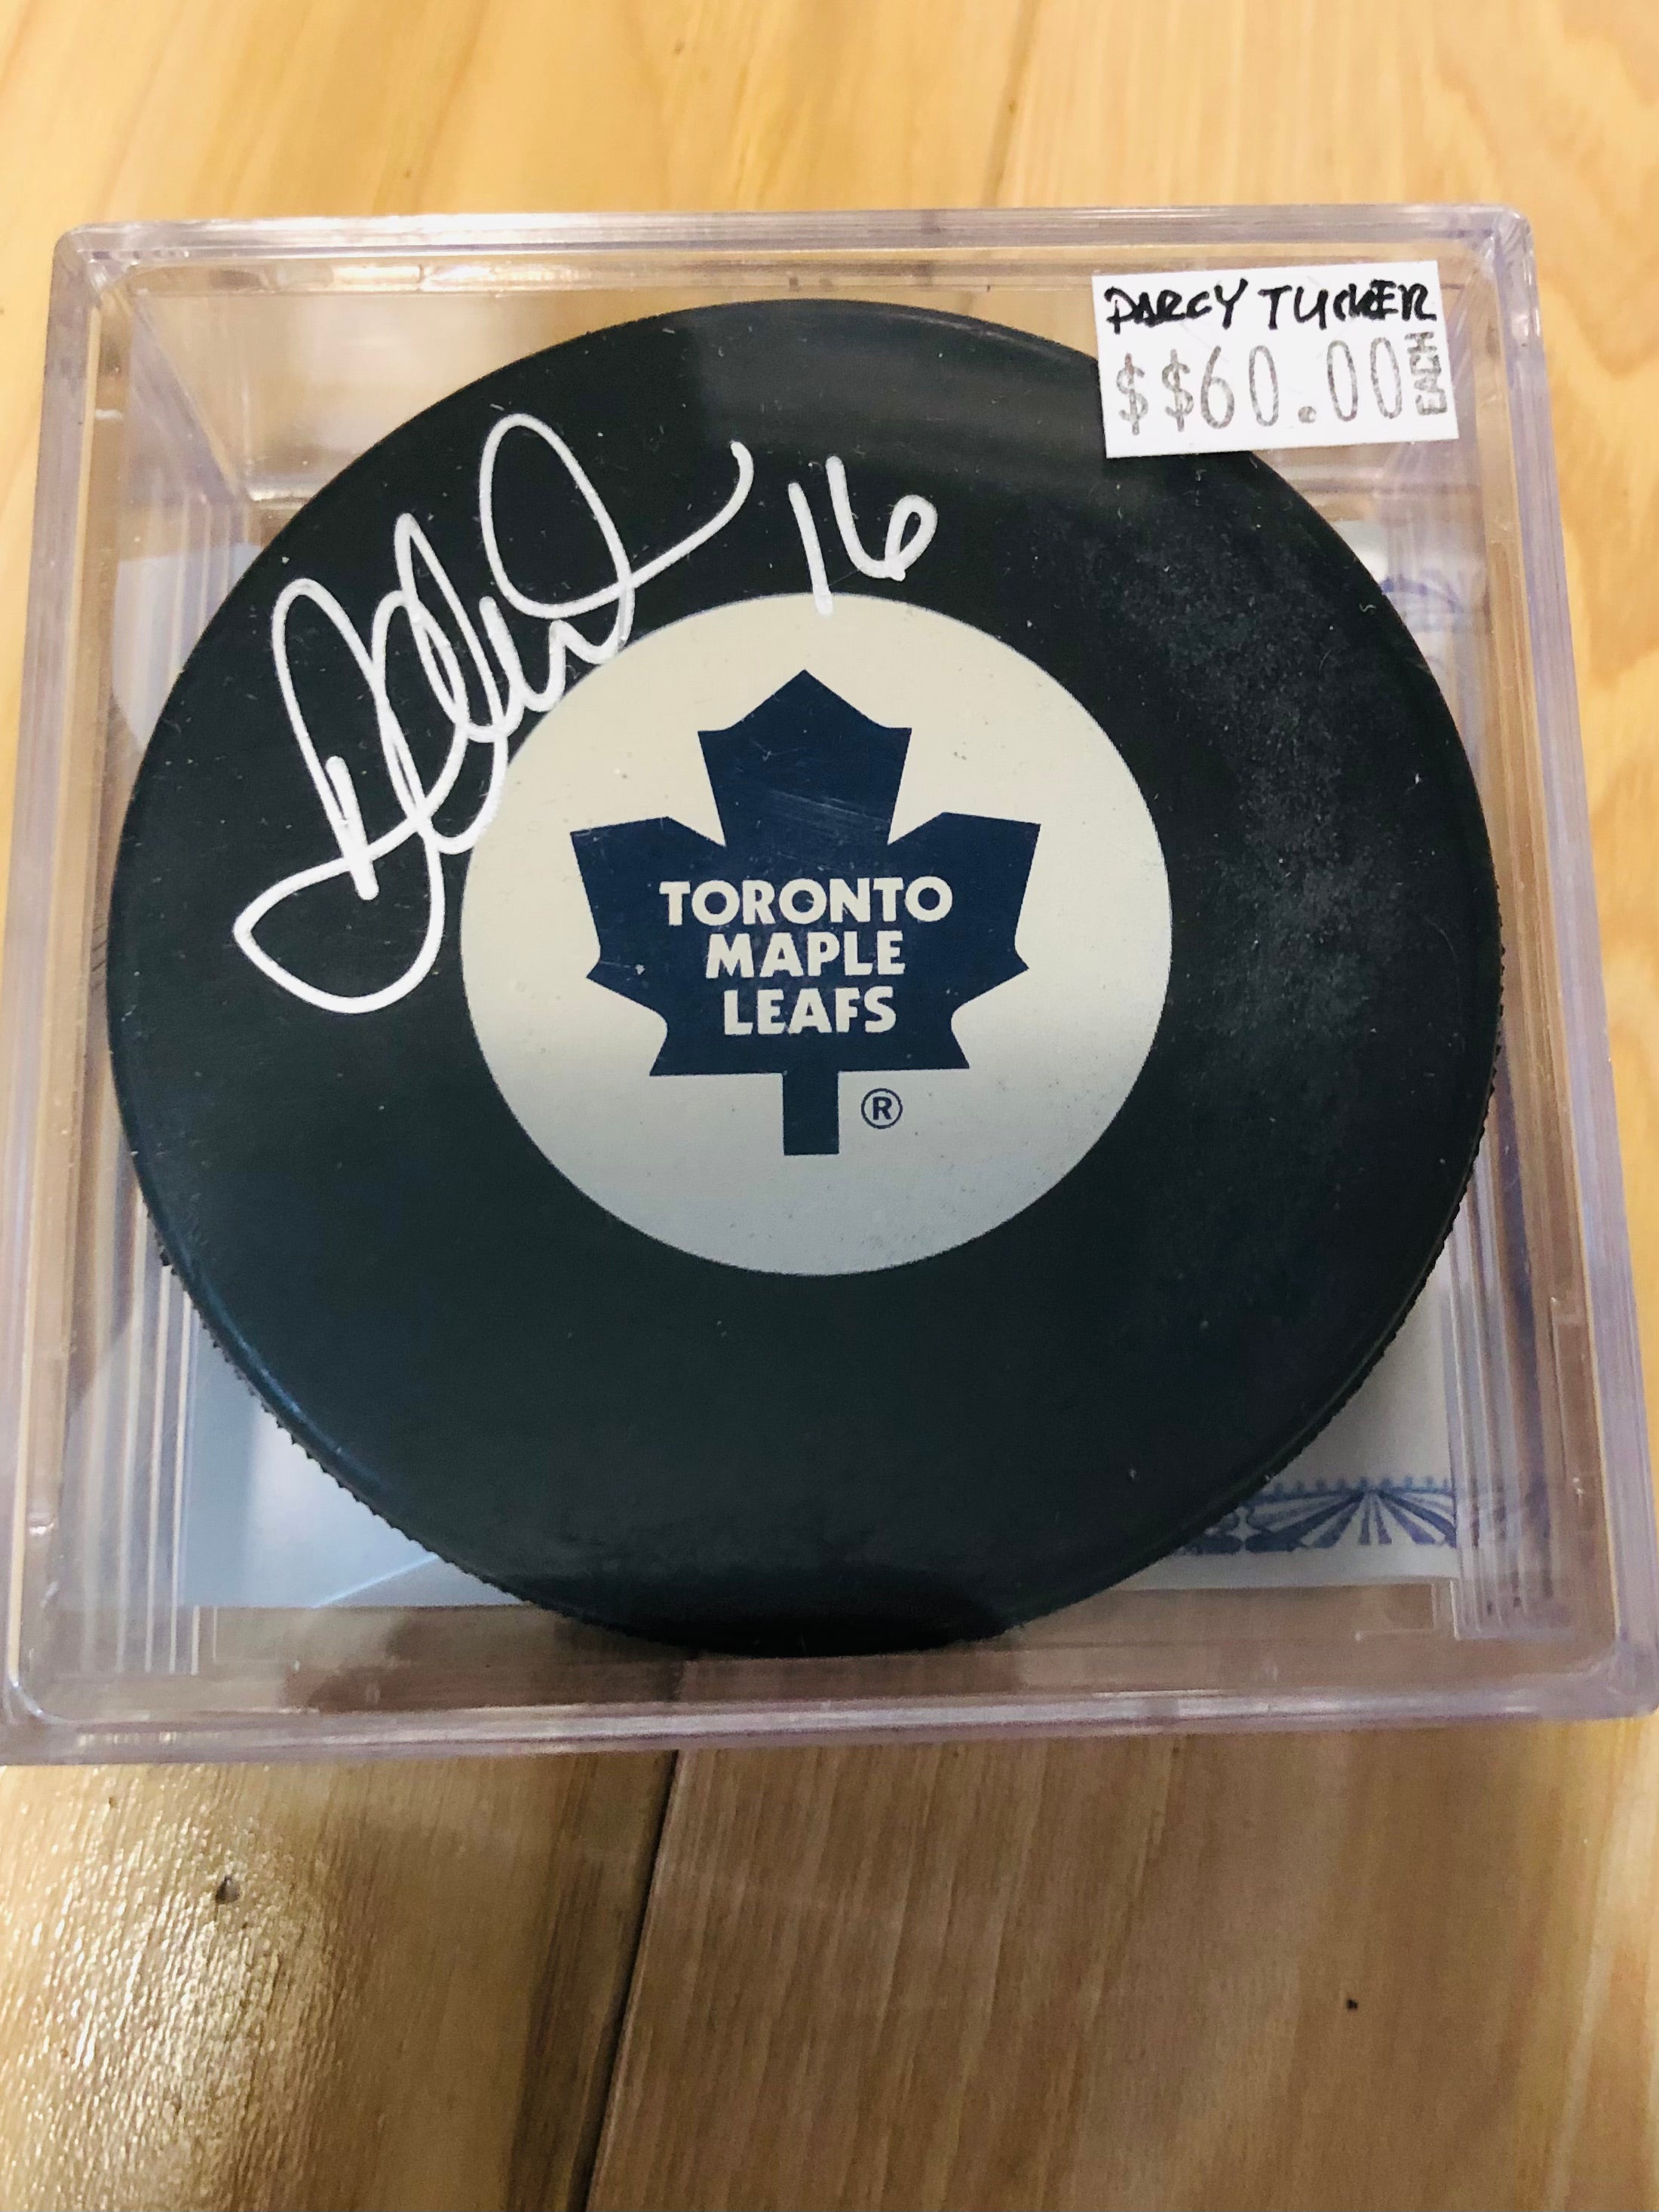 DARCY TUCKER
$$60.00 EACH
16
TORONTO
MAPLE
LEAFS
®